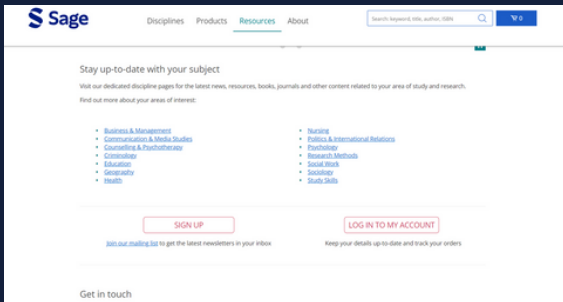 Sage
Disciplines Products Resources About
Search: keyword, title, author, ISBN
0
Stay up-to-date with your subject
Visit our dedicated discipline pages for the latest news, resources, books, journals and other content related to your area of study and research.
Find out more about your areas of interest:
Business & Management
Communication & Media Studies
Counselling & Psychotherapy
Criminology
Education
Geography
Health
Nursing
Politics & International Relations
Psychology
Research Methods
Social Work
Sociology
Study Skills
SIGN UP
Join our mailing list to get the latest newsletters in your inbox
LOG IN TO MY ACCOUNT
Keep your details up-to-date and track your orders
Get in touch